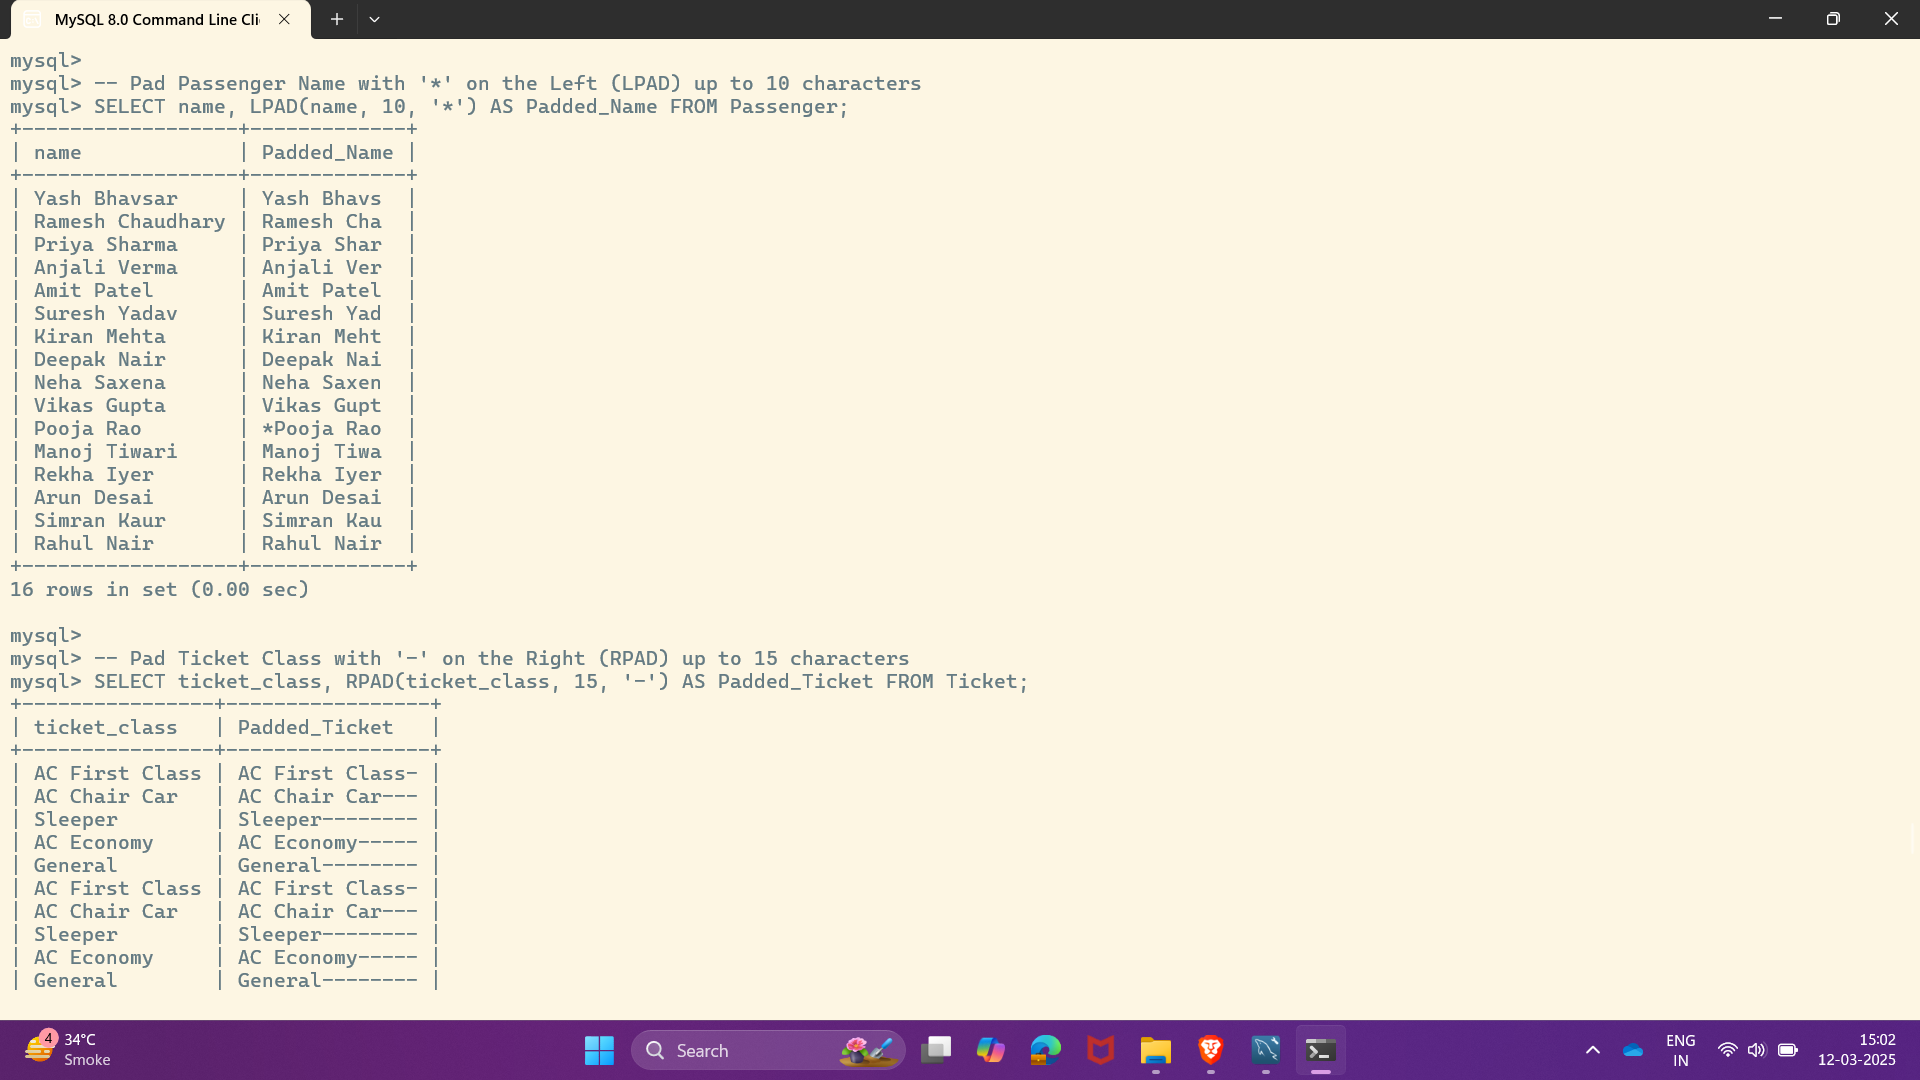 MySQL 8.0 Command Line Cli
mysql>
mysql> -- Pad Passenger Name with '*' on the Left (LPAD) up to 10 characters
mysql> SELECT name, LPAD(name, 10, '*') AS Padded_Name FROM Passenger;
+------------------+-------------+
| name             | Padded_Name |
+------------------+-------------+
| Yash Bhavsar     | Yash Bhavs  |
| Ramesh Chaudhary | Ramesh Cha  |
| Priya Sharma     | Priya Shar  |
| Anjali Verma     | Anjali Ver  |
| Amit Patel       | Amit Patel  |
| Suresh Yadav     | Suresh Yad  |
| Kiran Mehta      | Kiran Meht  |
| Deepak Nair      | Deepak Nai  |
| Neha Saxena      | Neha Saxen  |
| Vikas Gupta      | Vikas Gupt  |
| Pooja Rao        | *Pooja Rao  |
| Manoj Tiwari     | Manoj Tiwa  |
| Rekha Iyer       | Rekha Iyer  |
| Arun Desai       | Arun Desai  |
| Simran Kaur      | Simran Kau  |
| Rahul Nair       | Rahul Nair  |
+------------------+-------------+
16 rows in set (0.00 sec)
mysql>
mysql> -- Pad Ticket Class with '-' on the Right (RPAD) up to 15 characters
mysql> SELECT ticket_class, RPAD(ticket_class, 15, '-') AS Padded_Ticket FROM Ticket;
+----------------+-----------------+
| ticket_class   | Padded_Ticket   |
+----------------+-----------------+
| AC First Class | AC First Class- |
| AC Chair Car   | AC Chair Car--- |
| Sleeper        | Sleeper-------- |
| AC Economy     | AC Economy----- |
| General        | General-------- |
| AC First Class | AC First Class- |
| AC Chair Car   | AC Chair Car--- |
| Sleeper        | Sleeper-------- |
| AC Economy     | AC Economy----- |
| General        | General-------- |
4
34°C
Smoke
Search
ENG
IN
15:02
12-03-2025